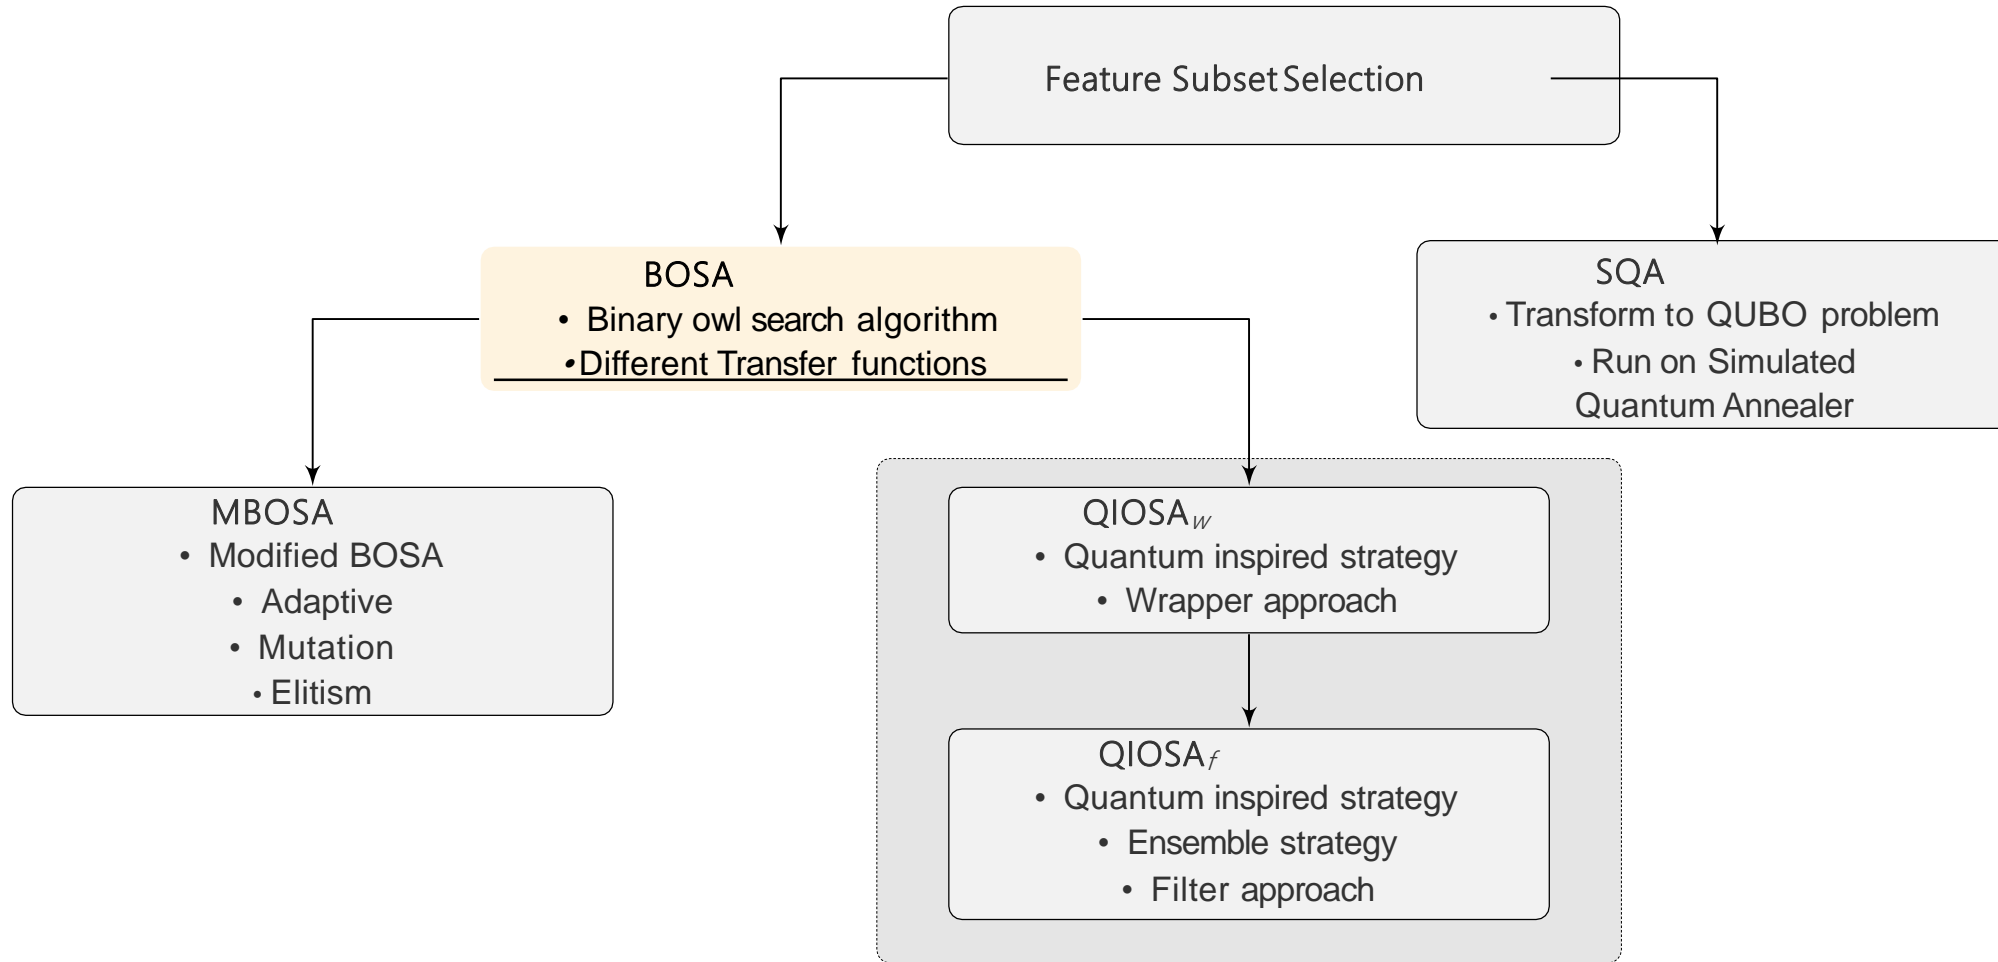 Feature Subset Selection
BOSA
• Binary owl search algorithm
• Different Transfer functions
SQA
• Transform to QUBO problem
• Run on Simulated
Quantum Annealer
MBOSA
• Modified BOSA
• Adaptive
• Mutation
• Elitism
QIOSAw
• Quantum inspired strategy
• Wrapper approach
QIOSAf
• Quantum inspired strategy
• Ensemble strategy
• Filter approach